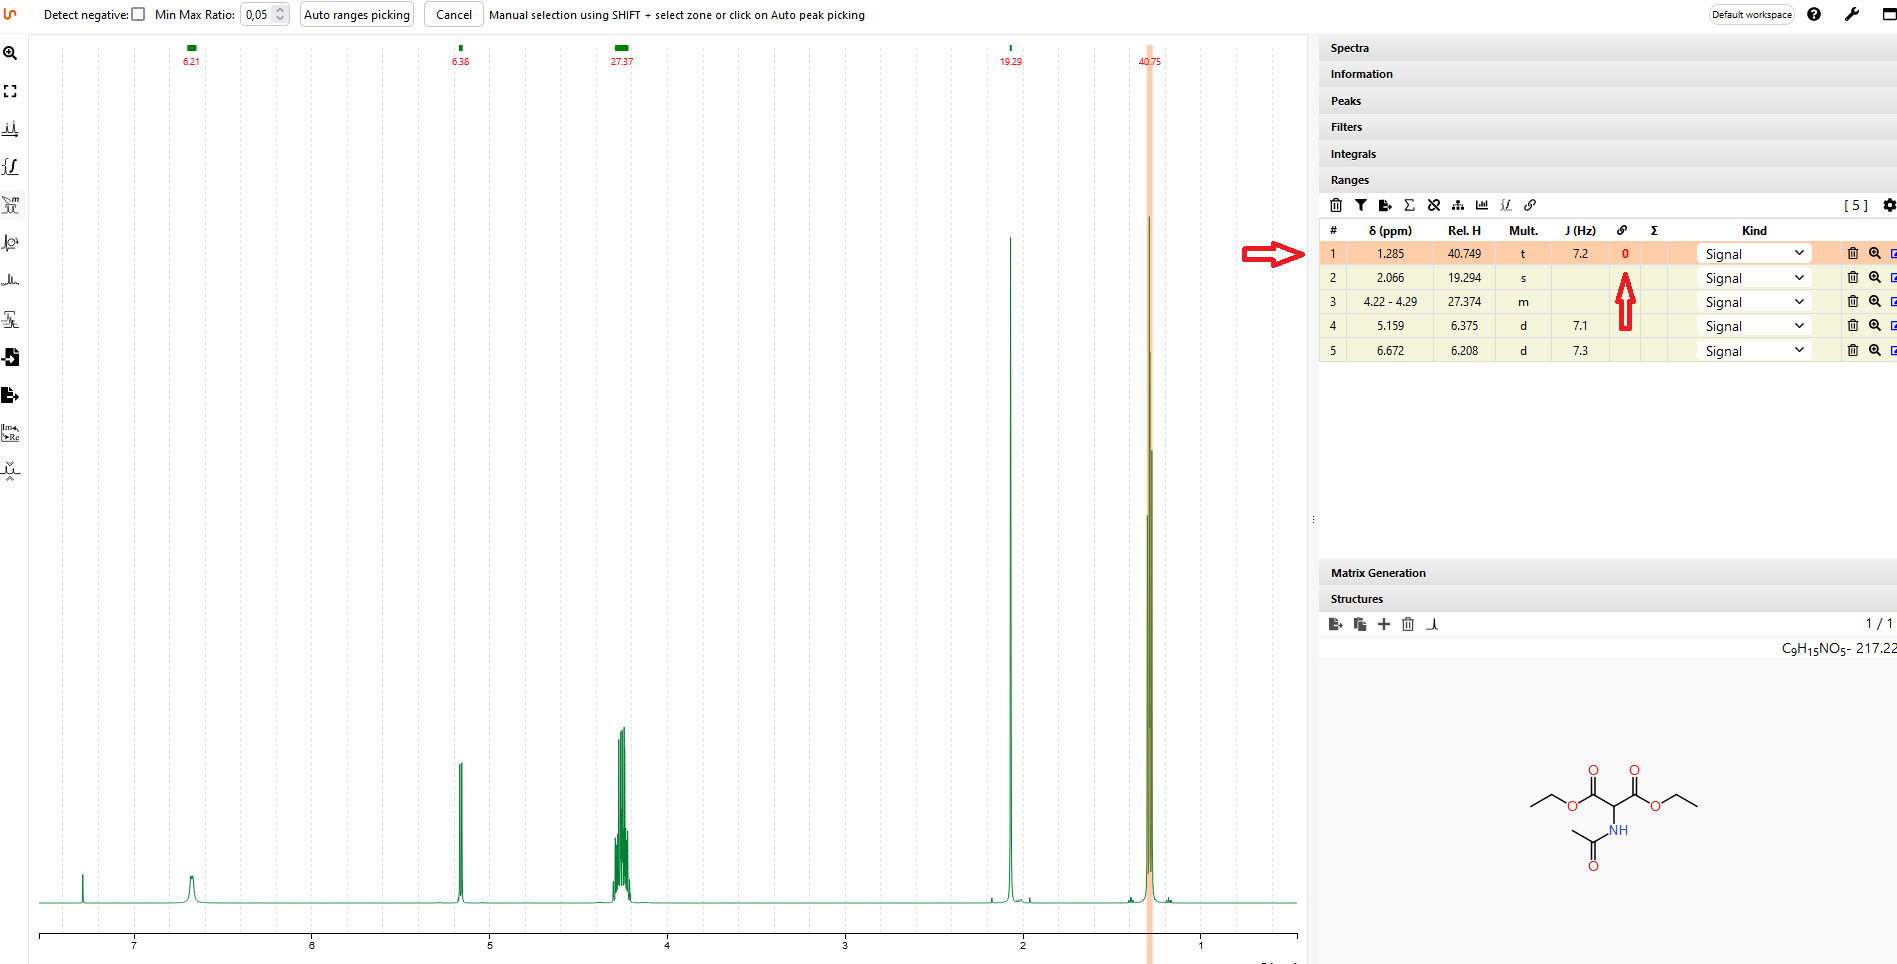 Detect negative: Min Max Ratio: 0,05 Auto ranges picking Cancel Manual selection using SHIFT + select zone or click on Auto peak picking Default workspace
6.21 6.38 27.37 19.29 40.75
Spectra
Information
Peaks
Filters
Integrals
Ranges
Σ [ 5 ]
# δ (ppm) Rel. H Mult. J (Hz) Σ Kind
1 1.285 40.749 t 7.2 0 Signal
2 2.066 19.294 s Signal
3 4.22 - 4.29 27.374 m Signal
4 5.159 6.375 d 7.1 Signal
5 6.672 6.208 d 7.3 Signal
Matrix Generation
Structures
1 / 1
C₉H₁₅NO₅- 217.22
O O
O O
NH
O
7 6 5 4 3 2 1